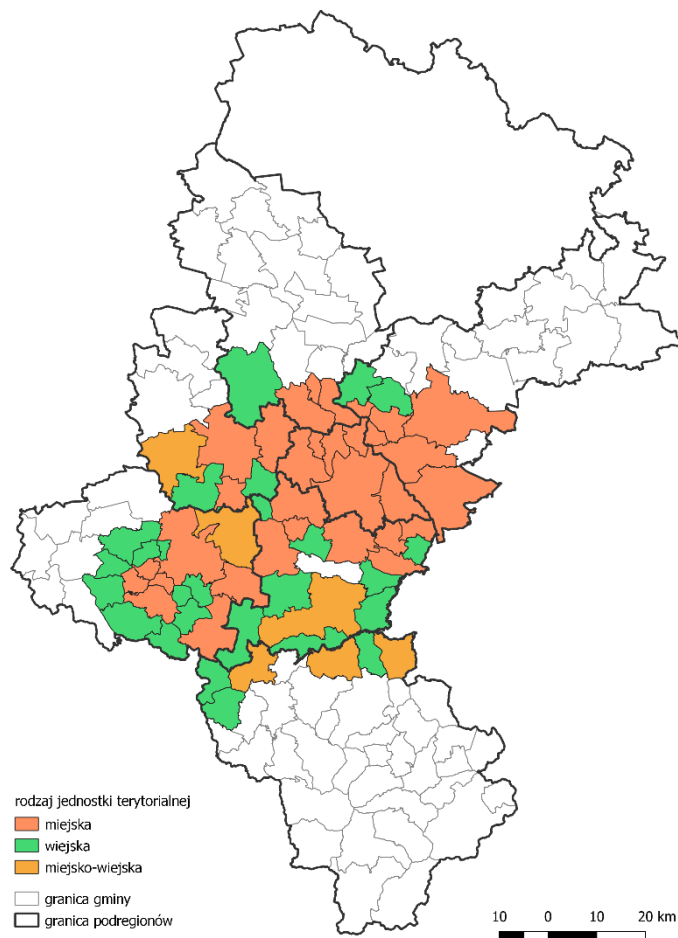 rodzaj jednostki terytorialnej
miejska
wiejska
miejsko-wiejska
granica gminy
granica podregionów
10 0 10 20 km